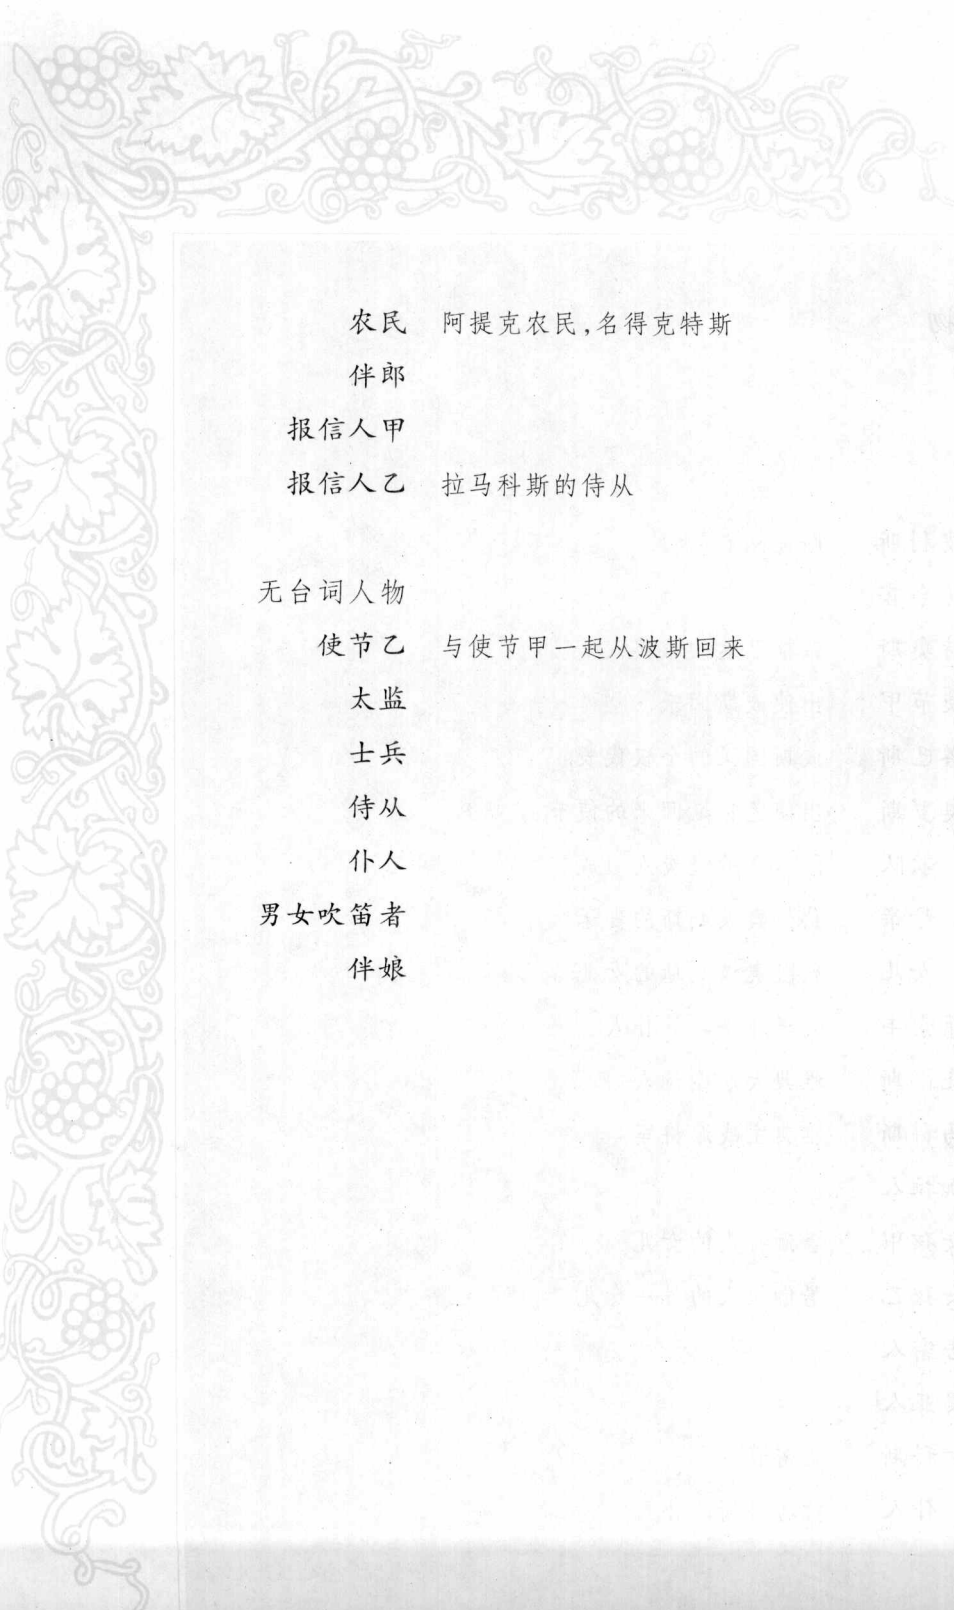 农民 阿提克农民，名得克特斯
伴郎
报信人甲
报信人乙 拉马科斯的侍从
无台词人物
使节乙 与使节甲一起从波斯回来
太监
士兵
侍从
仆人
男女吹笛者
伴娘